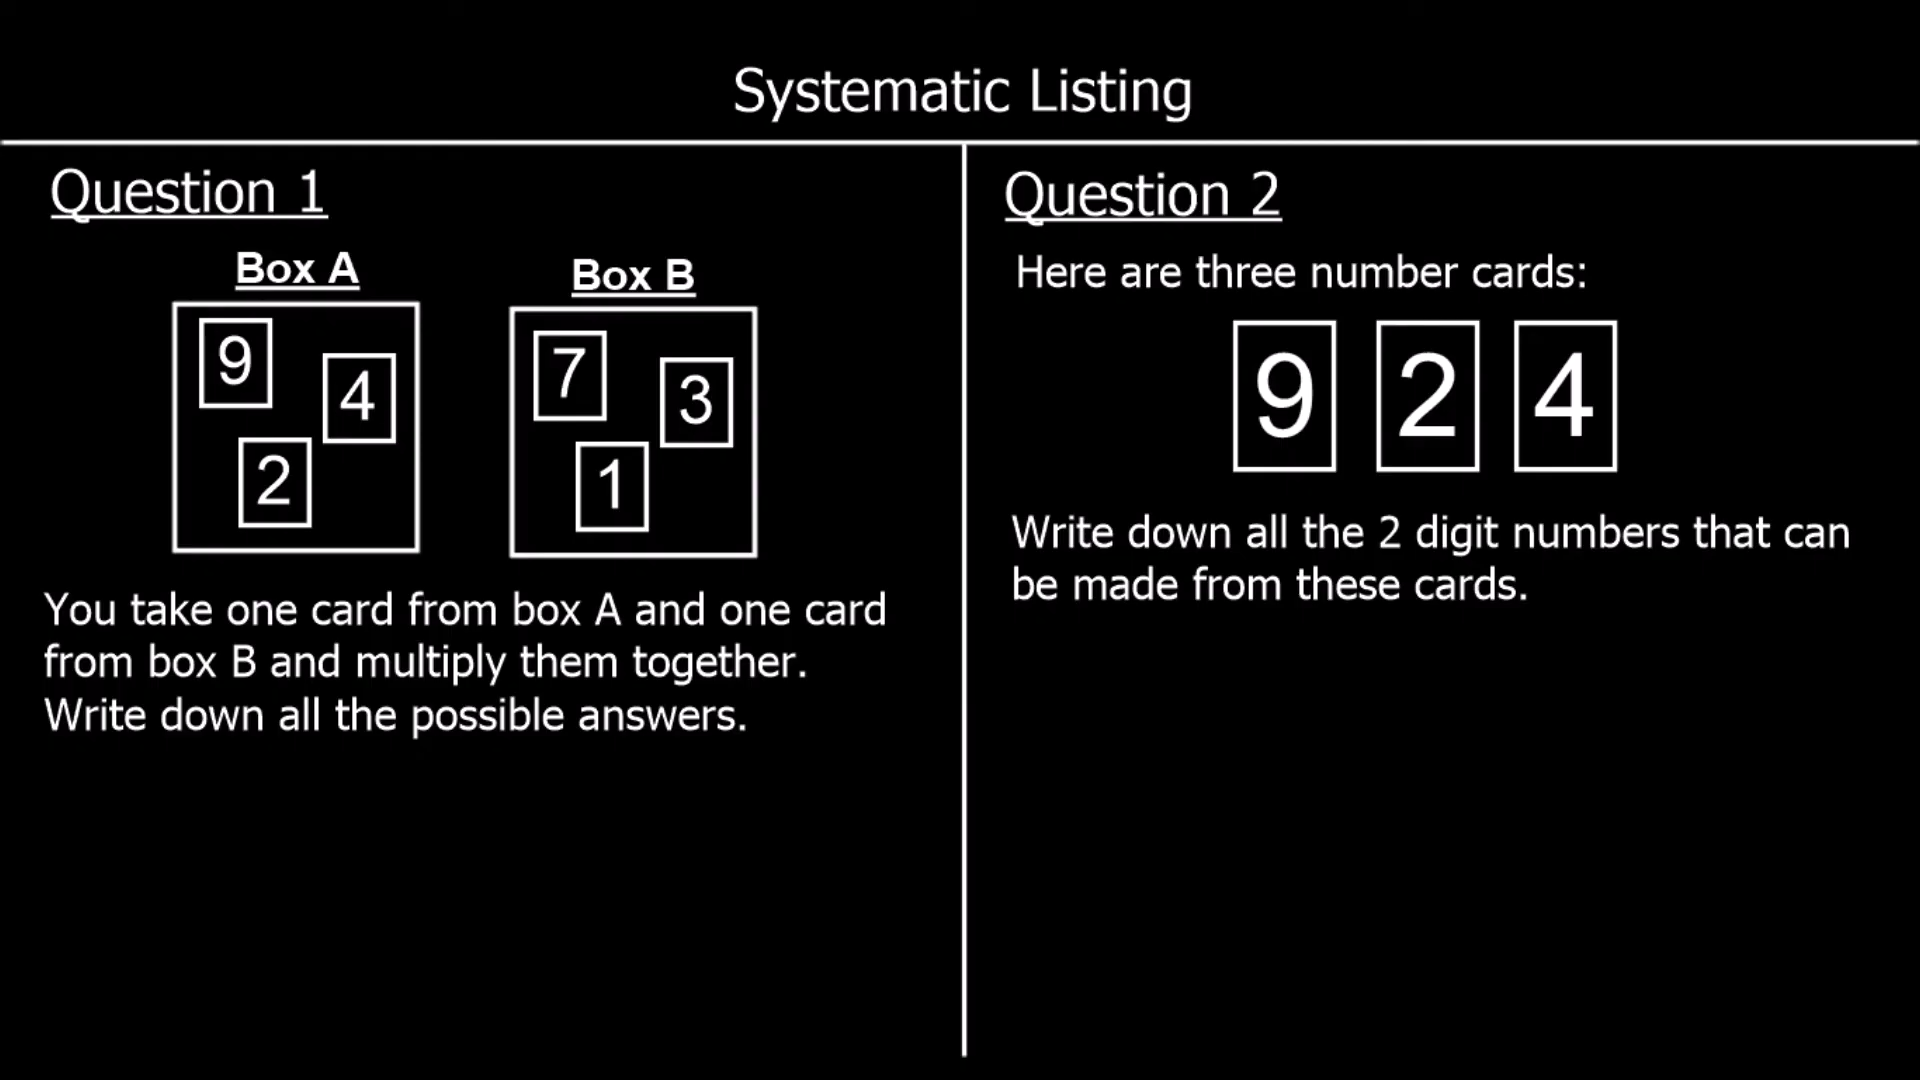 Systematic Listing
Question 1
Box A
Box B
9
4
2
7
3
1
You take one card from box A and one card
from box B and multiply them together.
Write down all the possible answers.
Question 2
Here are three number cards:
9 2 4
Write down all the 2 digit numbers that can
be made from these cards.